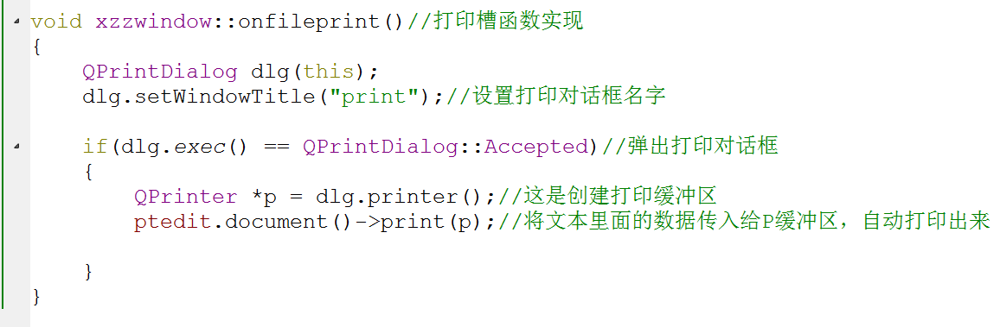 void xzzwindow::onfileprint()//打印槽函数实现
{
    QPrintDialog dlg(this);
    dlg.setWindowTitle("print");//设置打印对话框名字
    if(dlg.exec() == QPrintDialog::Accepted)//弹出打印对话框
    {
        QPrinter *p = dlg.printer();//这是创建打印缓冲区
        ptedit.document()->print(p);//将文本里面的数据传入给P缓冲区，自动打印出来
    }
}